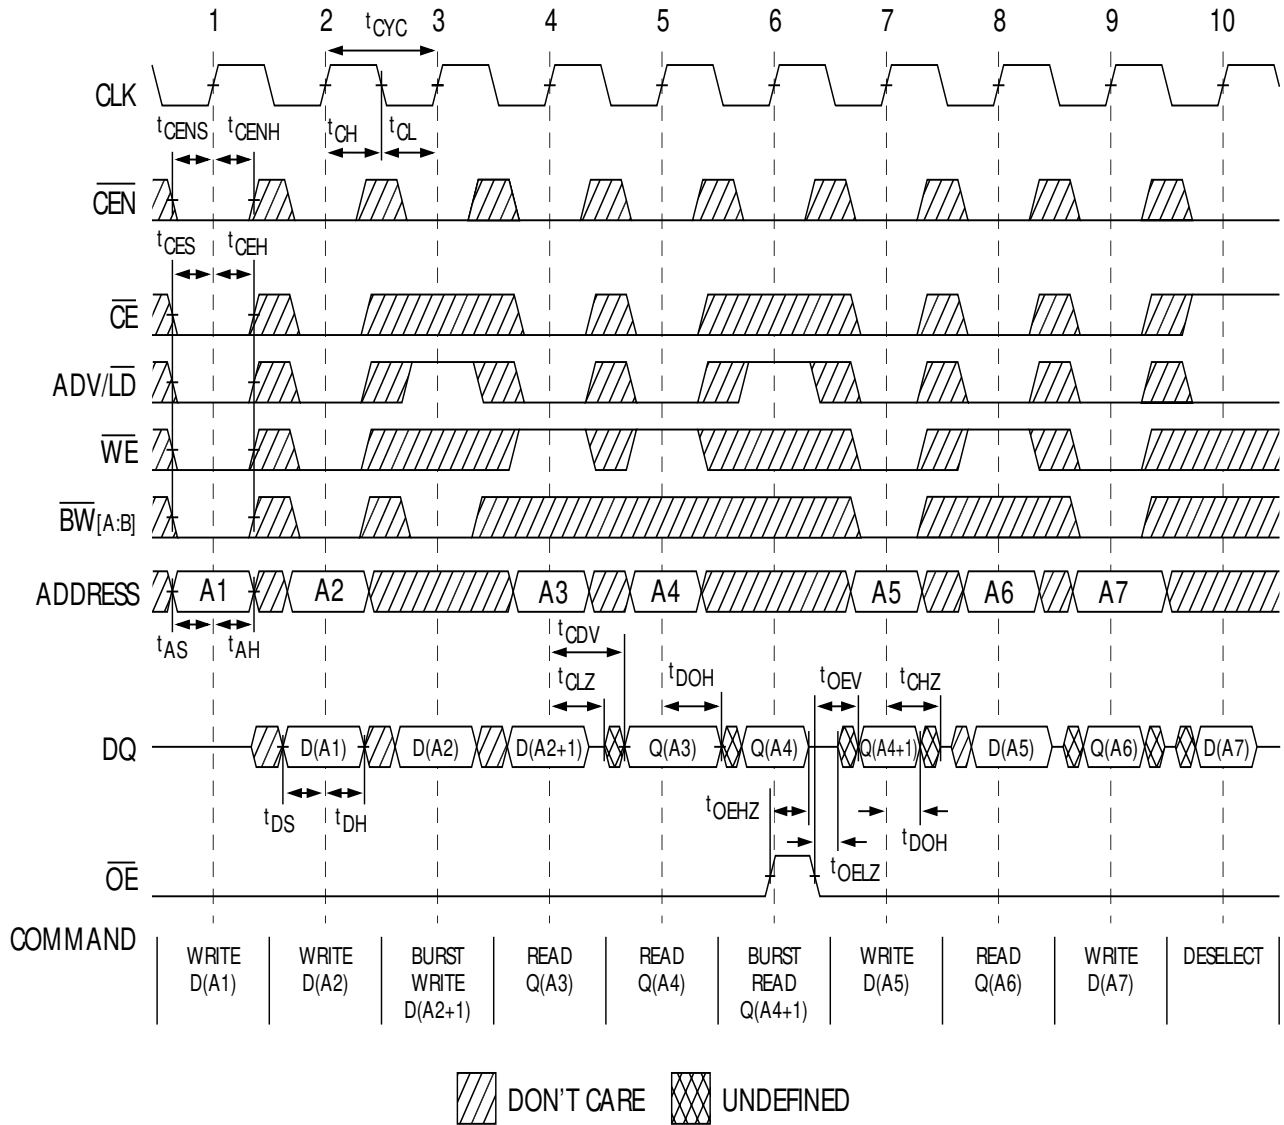 1 2 3 4 5 6 7 8 9 10
tCYC
CLK
tCENS tCENH tCH tCL
CEN
tCES tCEH
CE
ADV/LD
WE
BW[A:B]
ADDRESS A1 A2 A3 A4 A5 A6 A7
tAS tAH tCDV
tCLZ tDOH tOEV tCHZ
DQ D(A1) D(A2) D(A2+1) Q(A3) Q(A4) Q(A4+1) D(A5) Q(A6) D(A7)
tDS tDH tOEHZ tDOH
tOELZ
OE
COMMAND
WRITE WRITE BURST READ READ BURST WRITE READ WRITE DESELECT
D(A1) D(A2) WRITE Q(A3) Q(A4) READ D(A5) Q(A6) D(A7)
D(A2+1) Q(A4+1)
DON'T CARE UNDEFINED